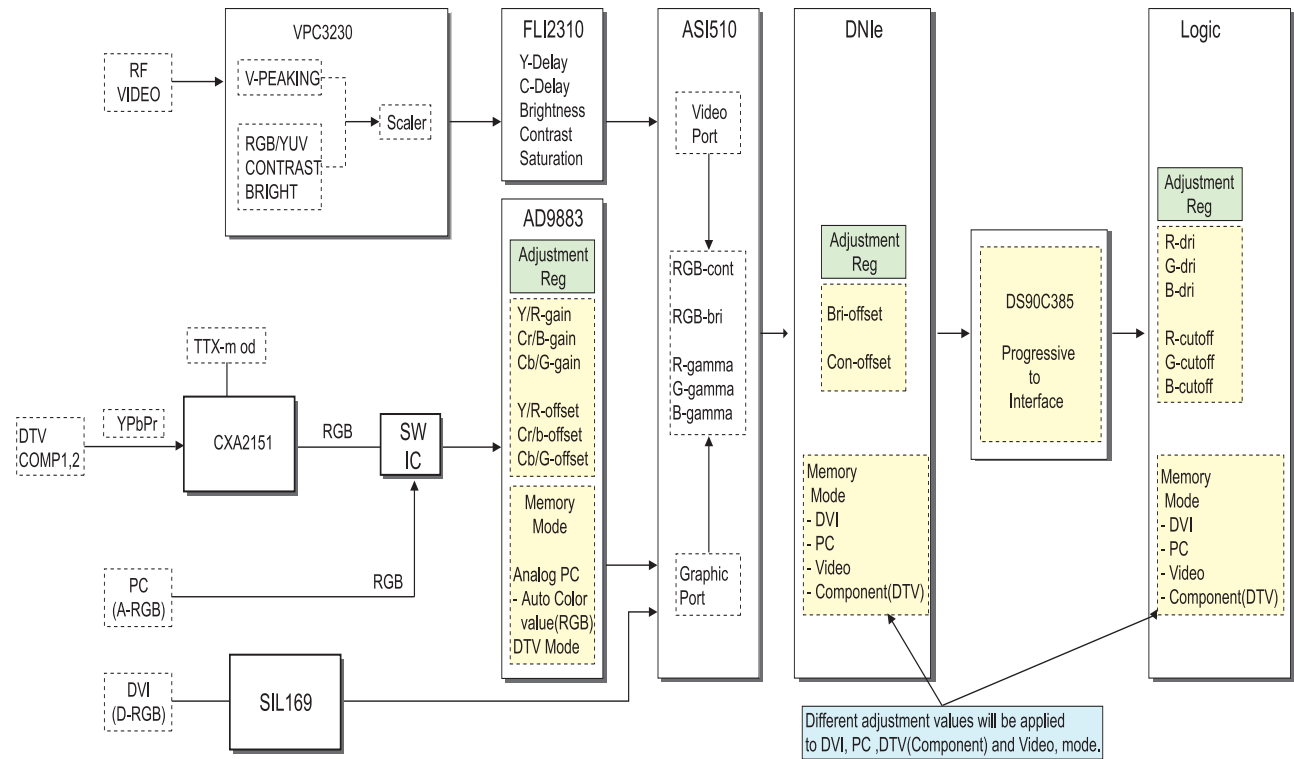 VPC3230
RF
VIDEO
V-PEAKING
RGB/YUV
CONTRAST
BRIGHT
Scaler
FLI2310
Y-Delay
C-Delay
Brightness
Contrast
Saturation
AD9883
Adjustment
Reg
Y/R-gain
Cr/B-gain
Cb/G-gain
Y/R-offset
Cr/b-offset
Cb/G-offset
Memory
Mode
Analog PC
- Auto Color
value(RGB)
DTV Mode
TTX-m od
YPbPr
DTV
COMP1,2
CXA2151
RGB
SW
IC
PC
(A-RGB)
RGB
DVI
(D-RGB)
SIL169
ASI510
Video
Port
RGB-cont
RGB-bri
R-gamma
G-gamma
B-gamma
Graphic
Port
DNIe
Adjustment
Reg
Bri-offset
Con-offset
Memory
Mode
- DVI
- PC
- Video
- Component(DTV)
DS90C385
Progressive
to
Interface
Logic
Adjustment
Reg
R-dri
G-dri
B-dri
R-cutoff
G-cutoff
B-cutoff
Memory
Mode
- DVI
- PC
- Video
- Component(DTV)
Different adjustment values will be applied
to DVI, PC ,DTV(Component) and Video, mode.